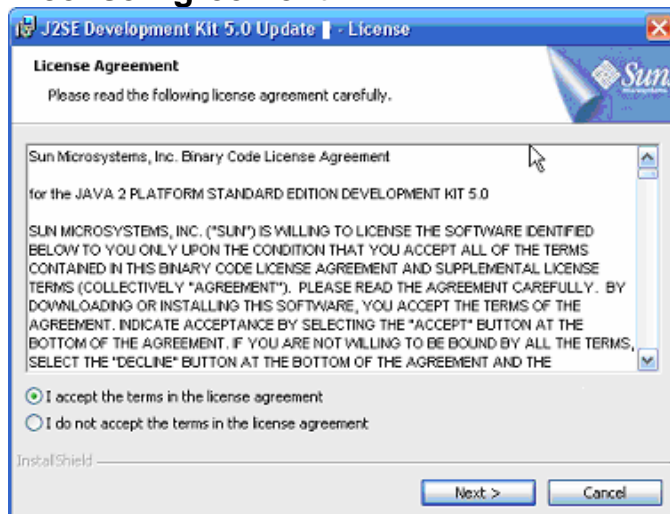 J2SE Development Kit 5.0 Update - License
License Agreement
Please read the following license agreement carefully.
Sun
Sun Microsystems, Inc. Binary Code License Agreement
for the JAVA 2 PLATFORM STANDARD EDITION DEVELOPMENT KIT 5.0
SUN MICROSYSTEMS, INC. ("SUN") IS WILLING TO LICENSE THE SOFTWARE IDENTIFIED
BELOW TO YOU ONLY UPON THE CONDITION THAT YOU ACCEPT ALL OF THE TERMS
CONTAINED IN THIS BINARY CODE LICENSE AGREEMENT AND SUPPLEMENTAL LICENSE
TERMS (COLLECTIVELY "AGREEMENT"). PLEASE READ THE AGREEMENT CAREFULLY. BY
DOWNLOADING OR INSTALLING THIS SOFTWARE, YOU ACCEPT THE TERMS OF THE
AGREEMENT. INDICATE ACCEPTANCE BY SELECTING THE "ACCEPT" BUTTON AT THE
BOTTOM OF THE AGREEMENT. IF YOU ARE NOT WILLING TO BE BOUND BY ALL THE TERMS,
SELECT THE "DECLINE" BUTTON AT THE BOTTOM OF THE AGREEMENT AND THE
I accept the terms in the license agreement
I do not accept the terms in the license agreement
InstallShield
Next >
Cancel